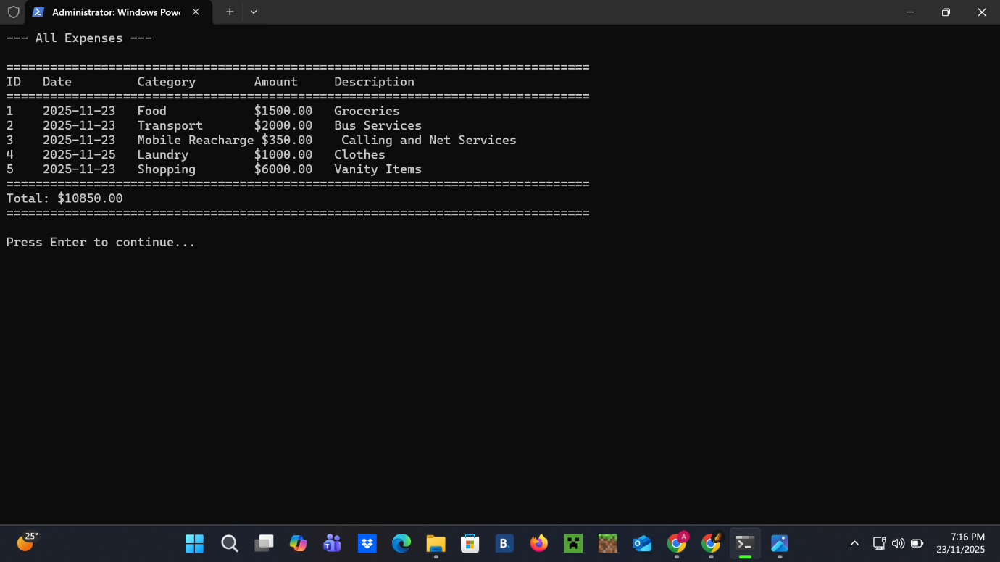 Administrator: Windows Powe
--- All Expenses ---
================================================================================
ID   Date         Category        Amount     Description
================================================================================
1    2025-11-23   Food            $1500.00   Groceries
2    2025-11-23   Transport       $2000.00   Bus Services
3    2025-11-23   Mobile Reacharge $350.00    Calling and Net Services
4    2025-11-25   Laundry         $1000.00   Clothes
5    2025-11-23   Shopping        $6000.00   Vanity Items
================================================================================
Total: $10850.00
================================================================================
Press Enter to continue...
25°
B.
A
7:16 PM
23/11/2025